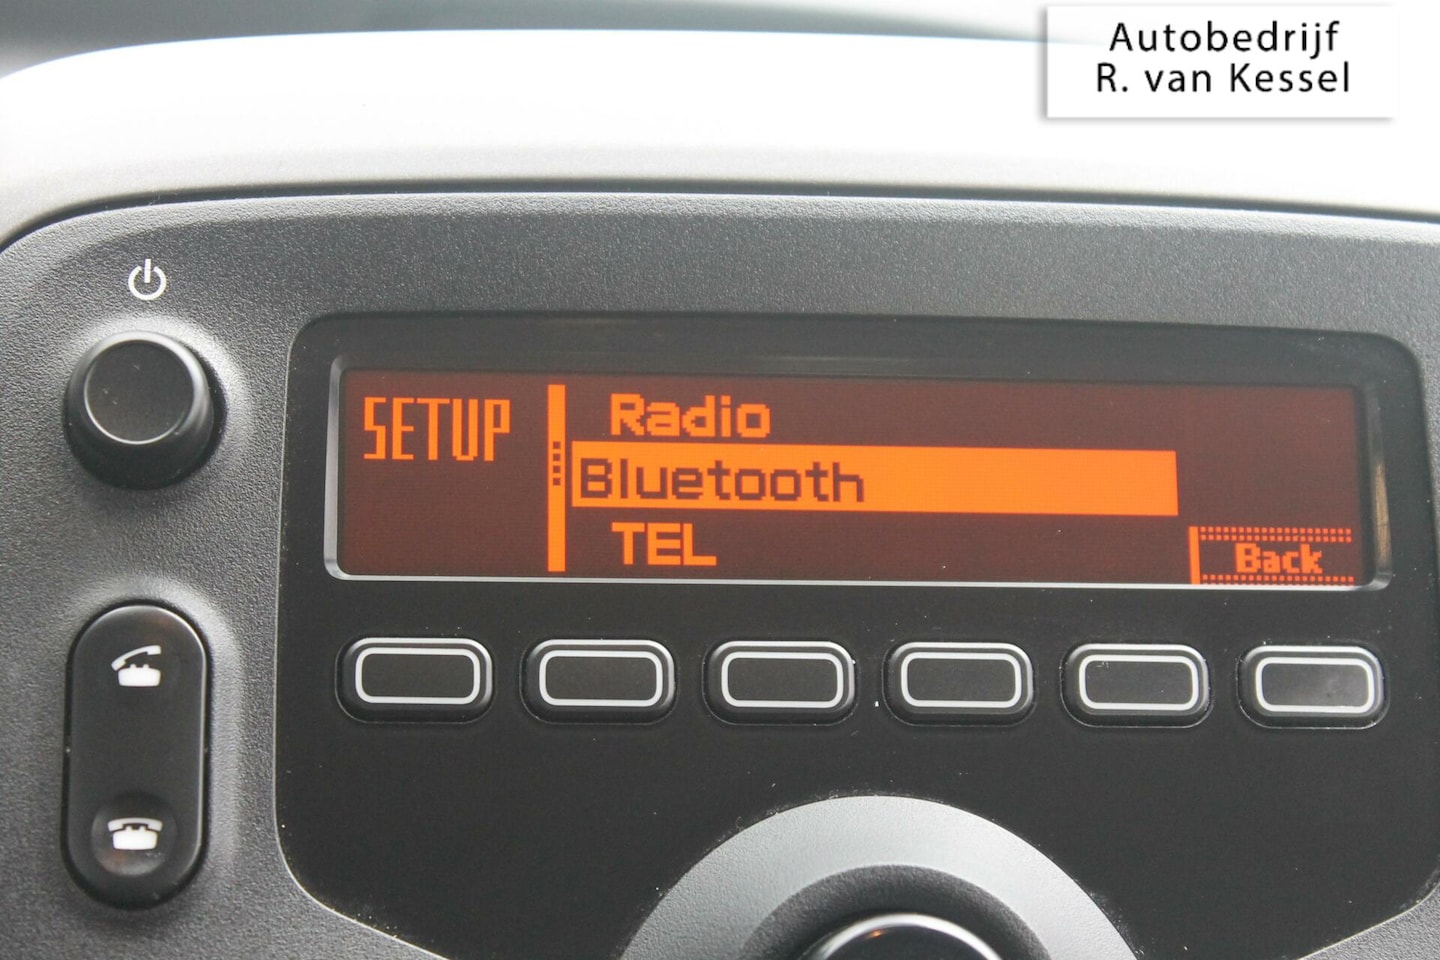 Autobedrijf
R. van Kessel
SETUP
Radio
Bluetooth
TEL
Back